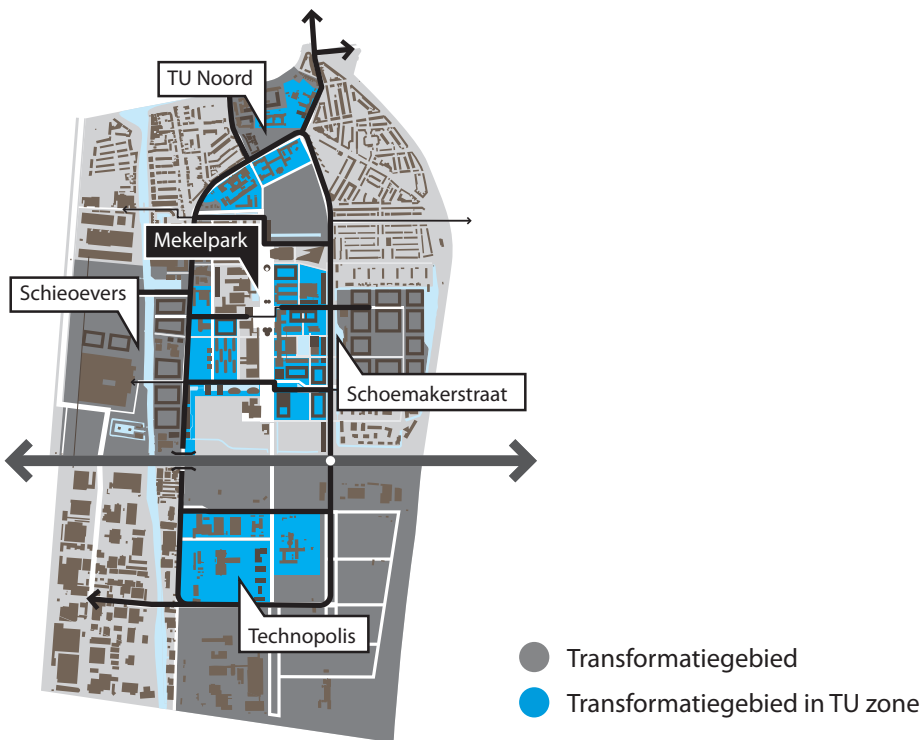 TU Noord
Mekelpark
Schieoevers
Schoemakerstraat
Technopolis
Transformatiegebied
Transformatiegebied in TU zone